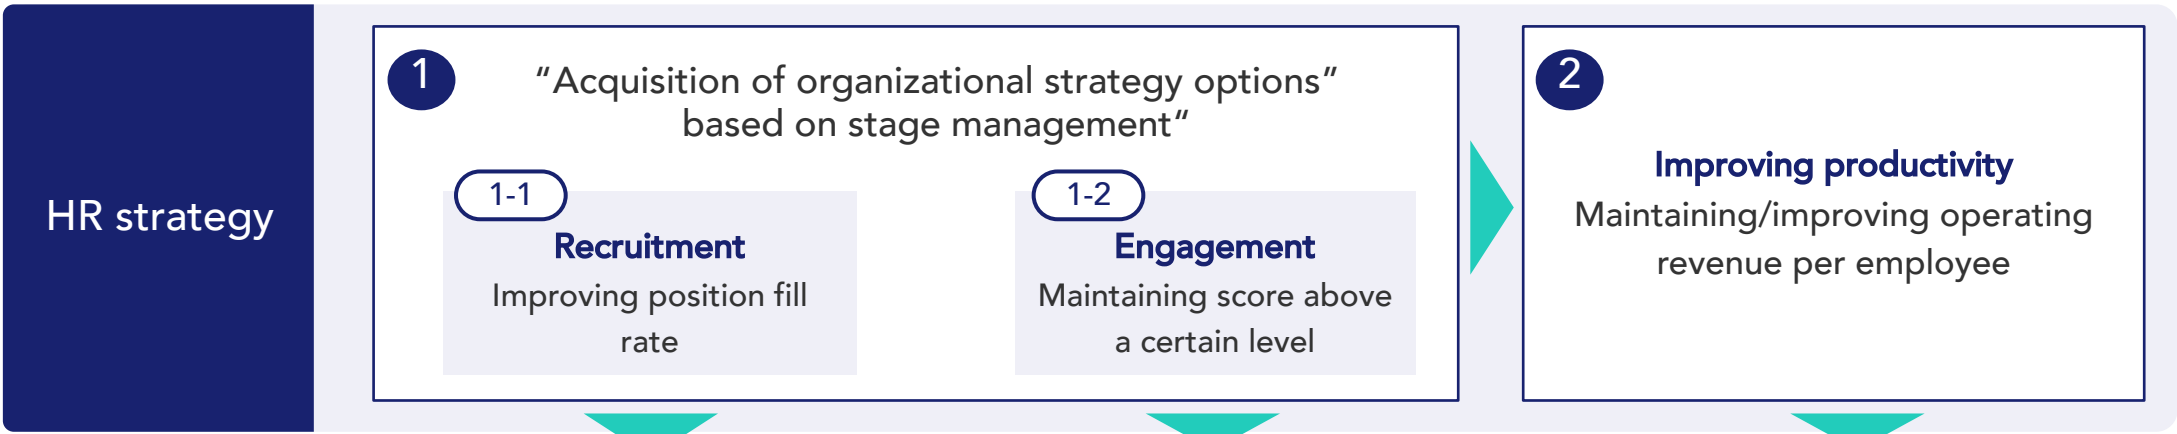 HR strategy
1
“Acquisition of organizational strategy options”
based on stage management“
1-1
Recruitment
Improving position fill
rate
1-2
Engagement
Maintaining score above
a certain level
2
Improving productivity
Maintaining/improving operating
revenue per employee